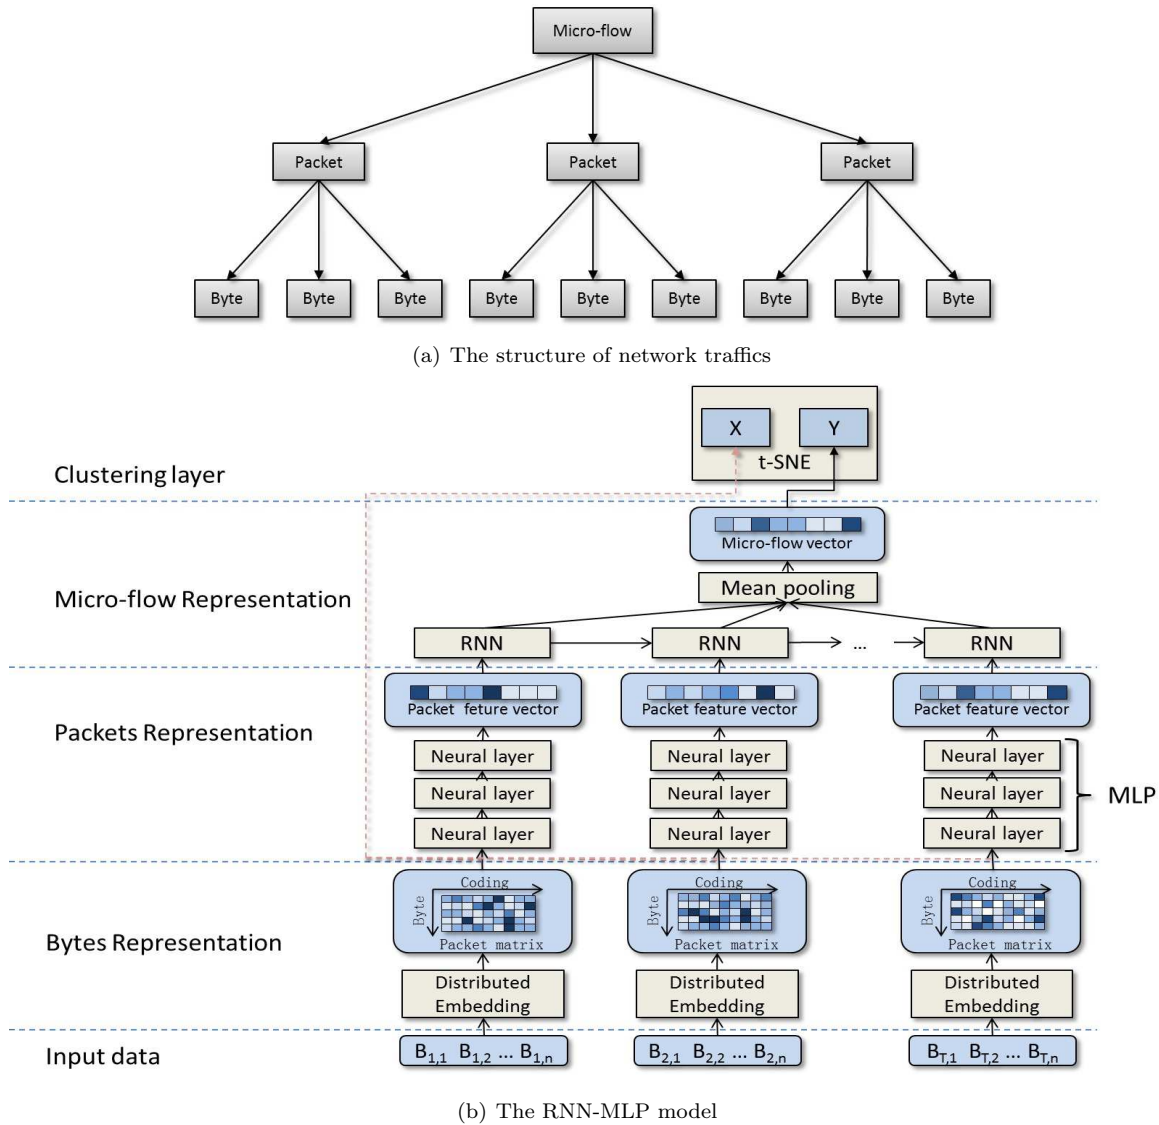 Micro-flow
Packet Packet Packet
Byte Byte Byte Byte Byte Byte Byte Byte Byte
(a) The structure of network traffics
X Y
t-SNE
Clustering layer
Micro-flow vector
Mean pooling
Micro-flow Representation
RNN RNN ... RNN
Packet feture vector Packet feature vector Packet feature vector
Packets Representation
Neural layer Neural layer Neural layer
Neural layer Neural layer Neural layer
MLP
Neural layer Neural layer Neural layer
Coding Coding Coding
Byte Byte Byte
Bytes Representation
Packet matrix Packet matrix Packet matrix
Distributed Distributed Distributed
Embedding Embedding Embedding
Input data
B1,1 B1,2 ... B1,n B2,1 B2,2 ... B2,n BT,1 BT,2 ... BT,n
(b) The RNN-MLP model